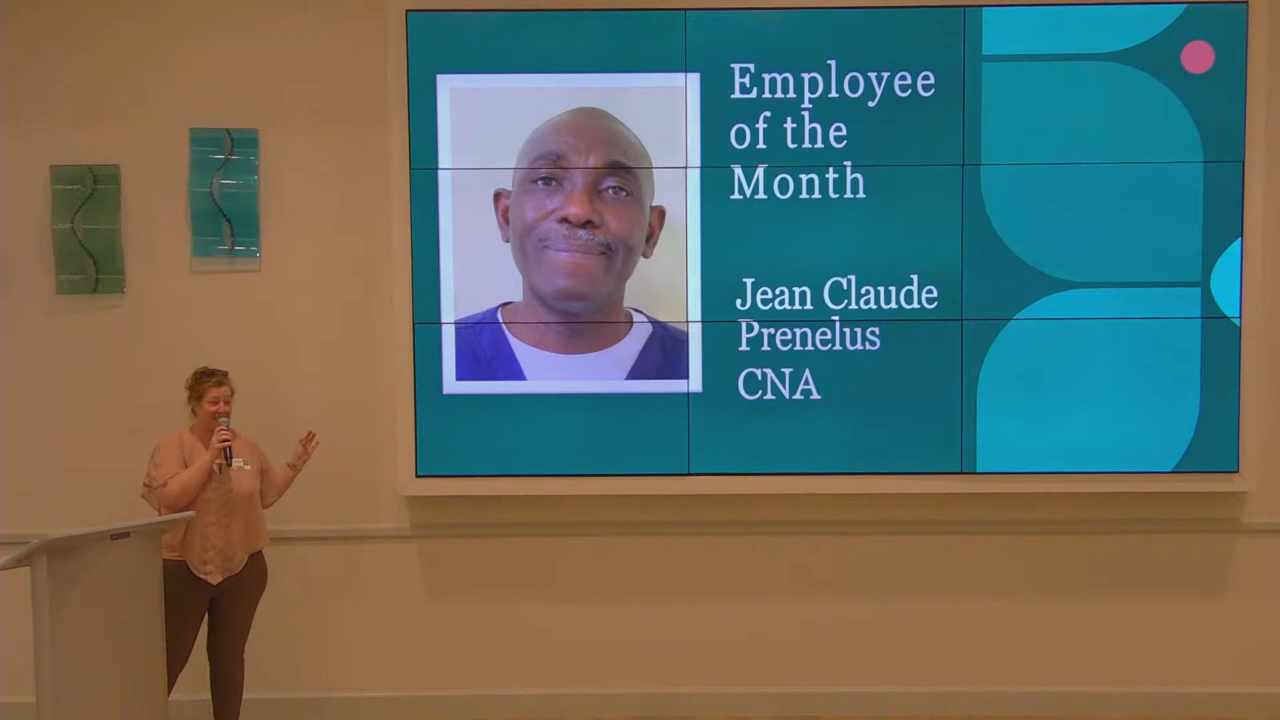 Employee
of the
Month
Jean Claude
Prenelus
CNA